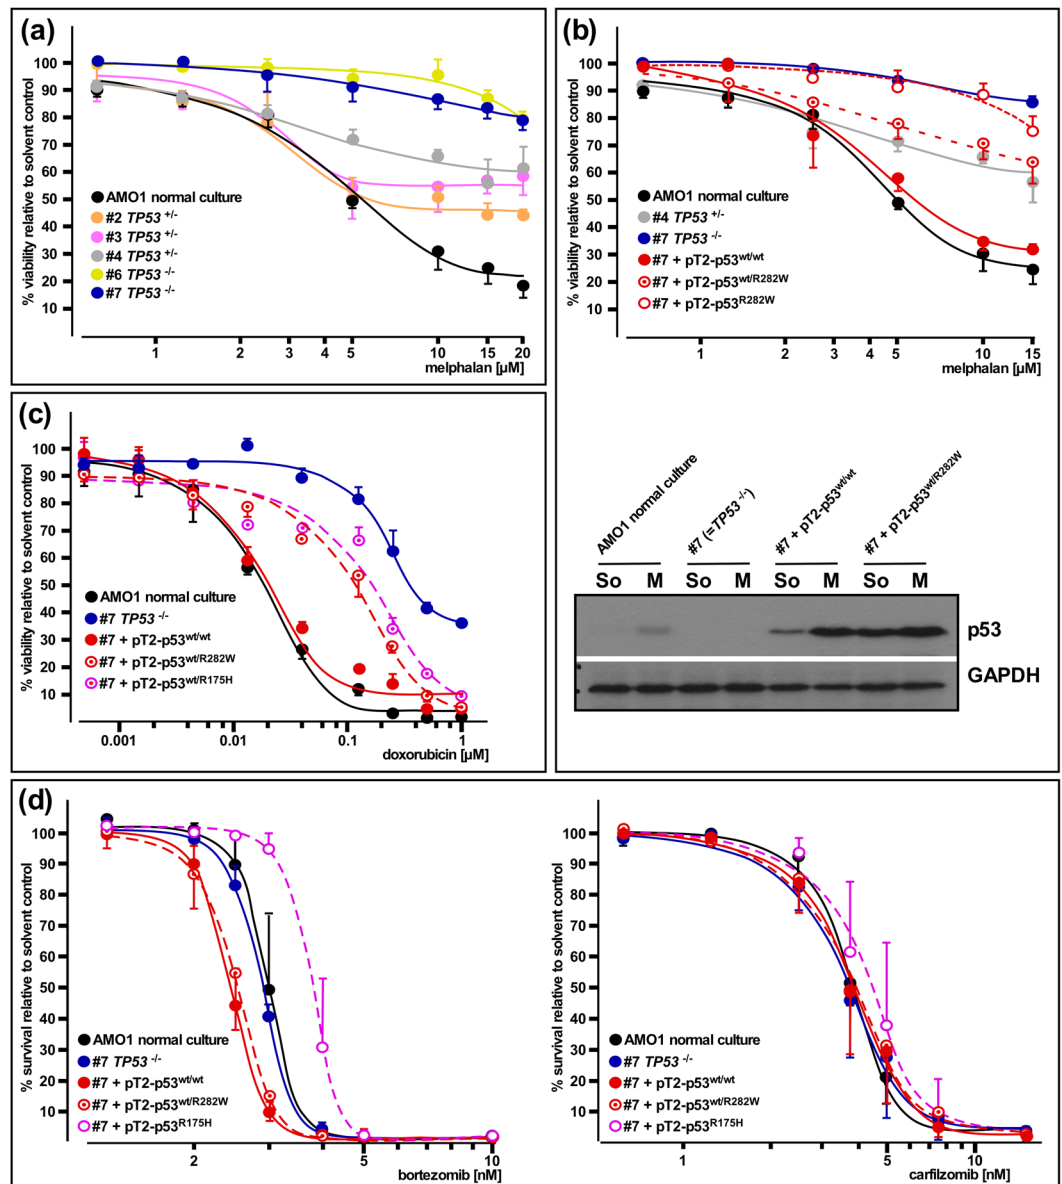 (a)
% viability relative to solvent control
100
90
80
70
60
50
40
30
20
10
AMO1 normal culture
#2 TP53 +/-
#3 TP53 +/-
#4 TP53 +/-
#6 TP53 -/-
#7 TP53 -/-
1 2 3 4 5 10 15 20
melphalan [µM]
(b)
% viability relative to solvent control
100
90
80
70
60
50
40
30
20
10
AMO1 normal culture
#4 TP53 +/-
#7 TP53 -/-
#7 + pT2-p53wt/wt
#7 + pT2-p53wt/R282W
#7 + pT2-p53R282W
1 2 3 4 5 10 15
melphalan [µM]
AMO1 normal culture
#7 (=TP53 -/-)
#7 + pT2-p53wt/wt
#7 + pT2-p53wt/R282W
So M So M So M So M
p53
GAPDH
(c)
% viability relative to solvent control
100
90
80
70
60
50
40
30
20
10
AMO1 normal culture
#7 TP53 -/-
#7 + pT2-p53wt/wt
#7 + pT2-p53wt/R282W
#7 + pT2-p53wt/R175H
0.001 0.01 0.1 1
doxorubicin [µM]
(d)
% survival relative to solvent control
100
90
80
70
60
50
40
30
20
10
AMO1 normal culture
#7 TP53 -/-
#7 + pT2-p53wt/wt
#7 + pT2-p53wt/R282W
#7 + pT2-p53R175H
2 5 10
bortezomib [nM]
% survival relative to solvent control
100
90
80
70
60
50
40
30
20
10
AMO1 normal culture
#7 TP53 -/-
#7 + pT2-p53wt/wt
#7 + pT2-p53wt/R282W
#7 + pT2-p53R175H
1 5 10
carfilzomib [nM]